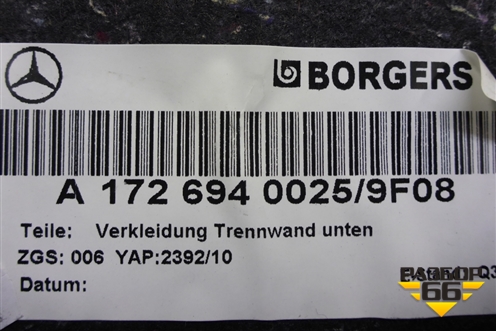 BORGERS
A 172 694 0025/9F08
Teile: Verkleidung Trennwand unten
ZGS: 006 YAP:2392/10
Datum:
66